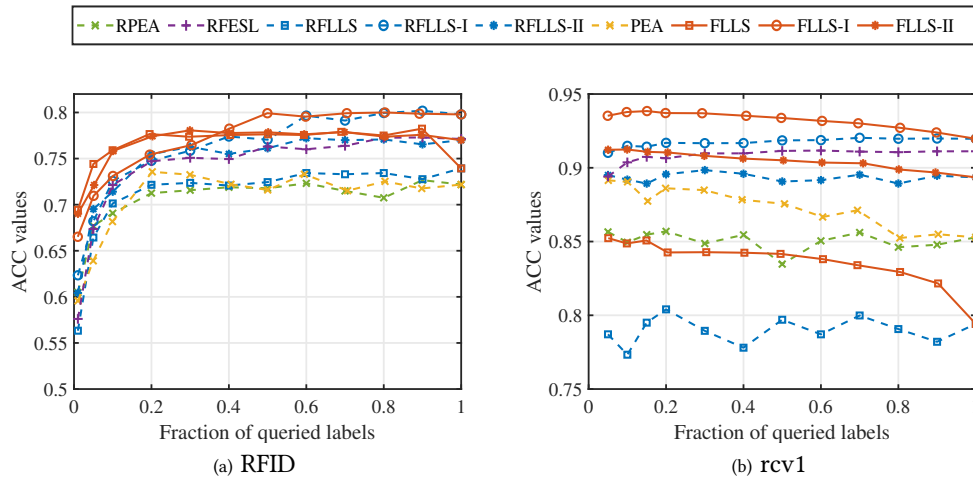 RPEA RFESL RFLLS RFLLS-I RFLLS-II PEA FLLS FLLS-I FLLS-II
0.8
0.75
0.7
0.65
0.6
0.55
0.5
ACC values
0 0.2 0.4 0.6 0.8 1
Fraction of queried labels
(a) RFID
0.95
0.9
0.85
0.8
0.75
ACC values
0 0.2 0.4 0.6 0.8
Fraction of queried labels
(b) rcv1